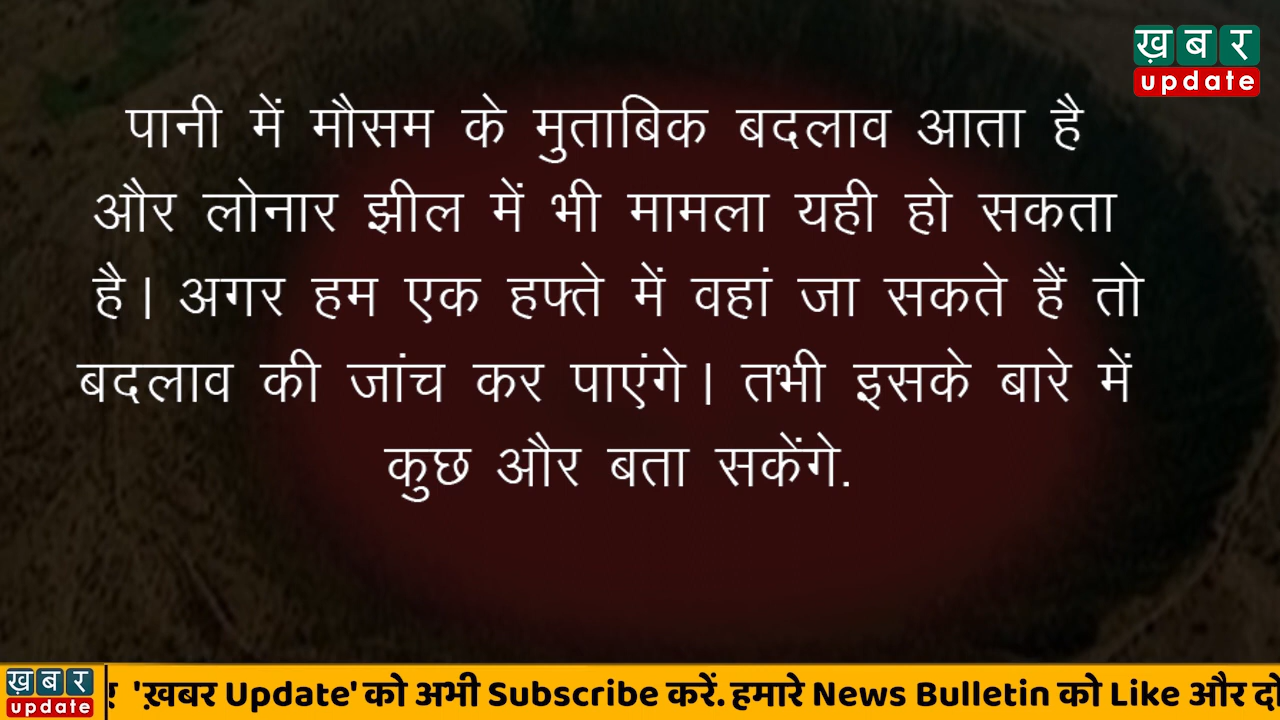 ख़बर
update
पानी में मौसम के मुताबिक बदलाव आता है
और लोनार झील में भी मामला यही हो सकता
है। अगर हम एक हफ्ते में वहां जा सकते हैं तो
बदलाव की जांच कर पाएंगे। तभी इसके बारे में
कुछ और बता सकेंगे.
ख़बर
update
'ख़बर Update' को अभी Subscribe करें. हमारे News Bulletin को Like और